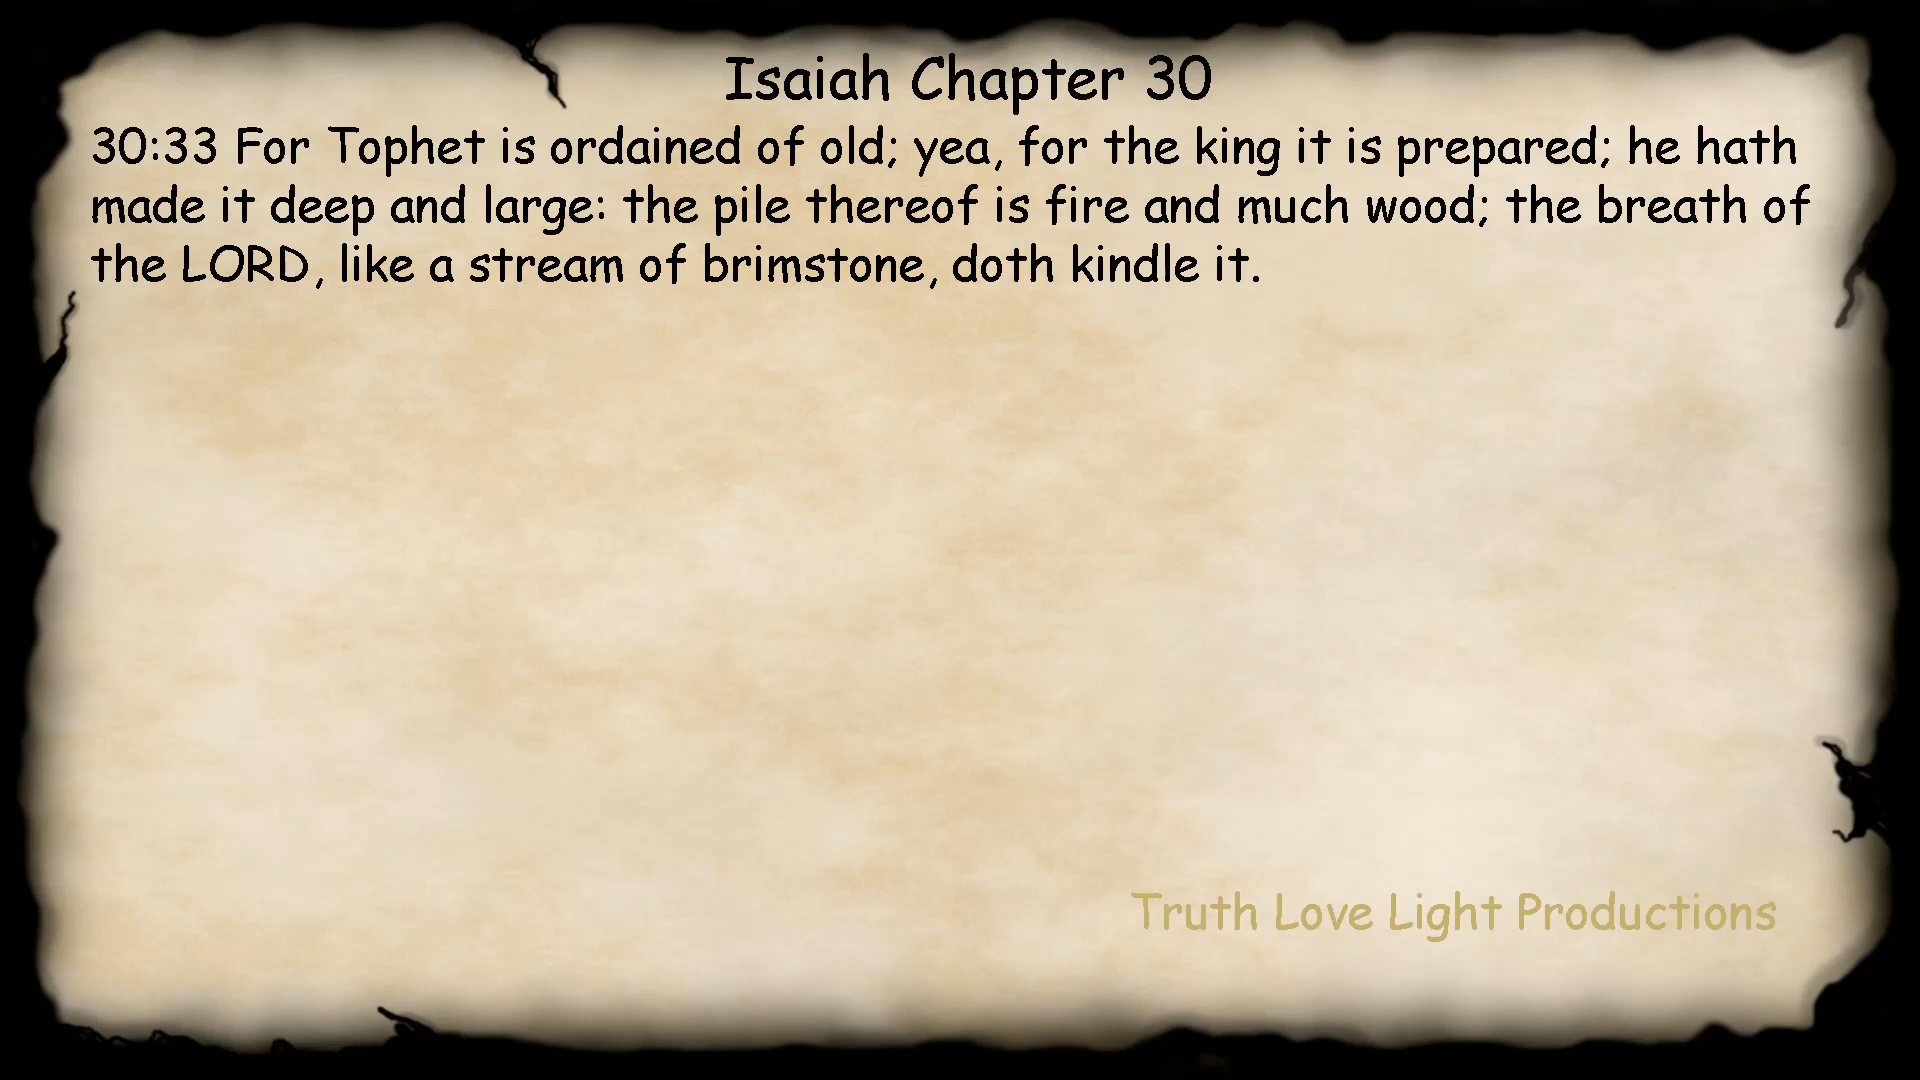 Isaiah Chapter 30
30:33 For Tophet is ordained of old; yea, for the king it is prepared; he hath
made it deep and large: the pile thereof is fire and much wood; the breath of
the LORD, like a stream of brimstone, doth kindle it.
Truth Love Light Productions